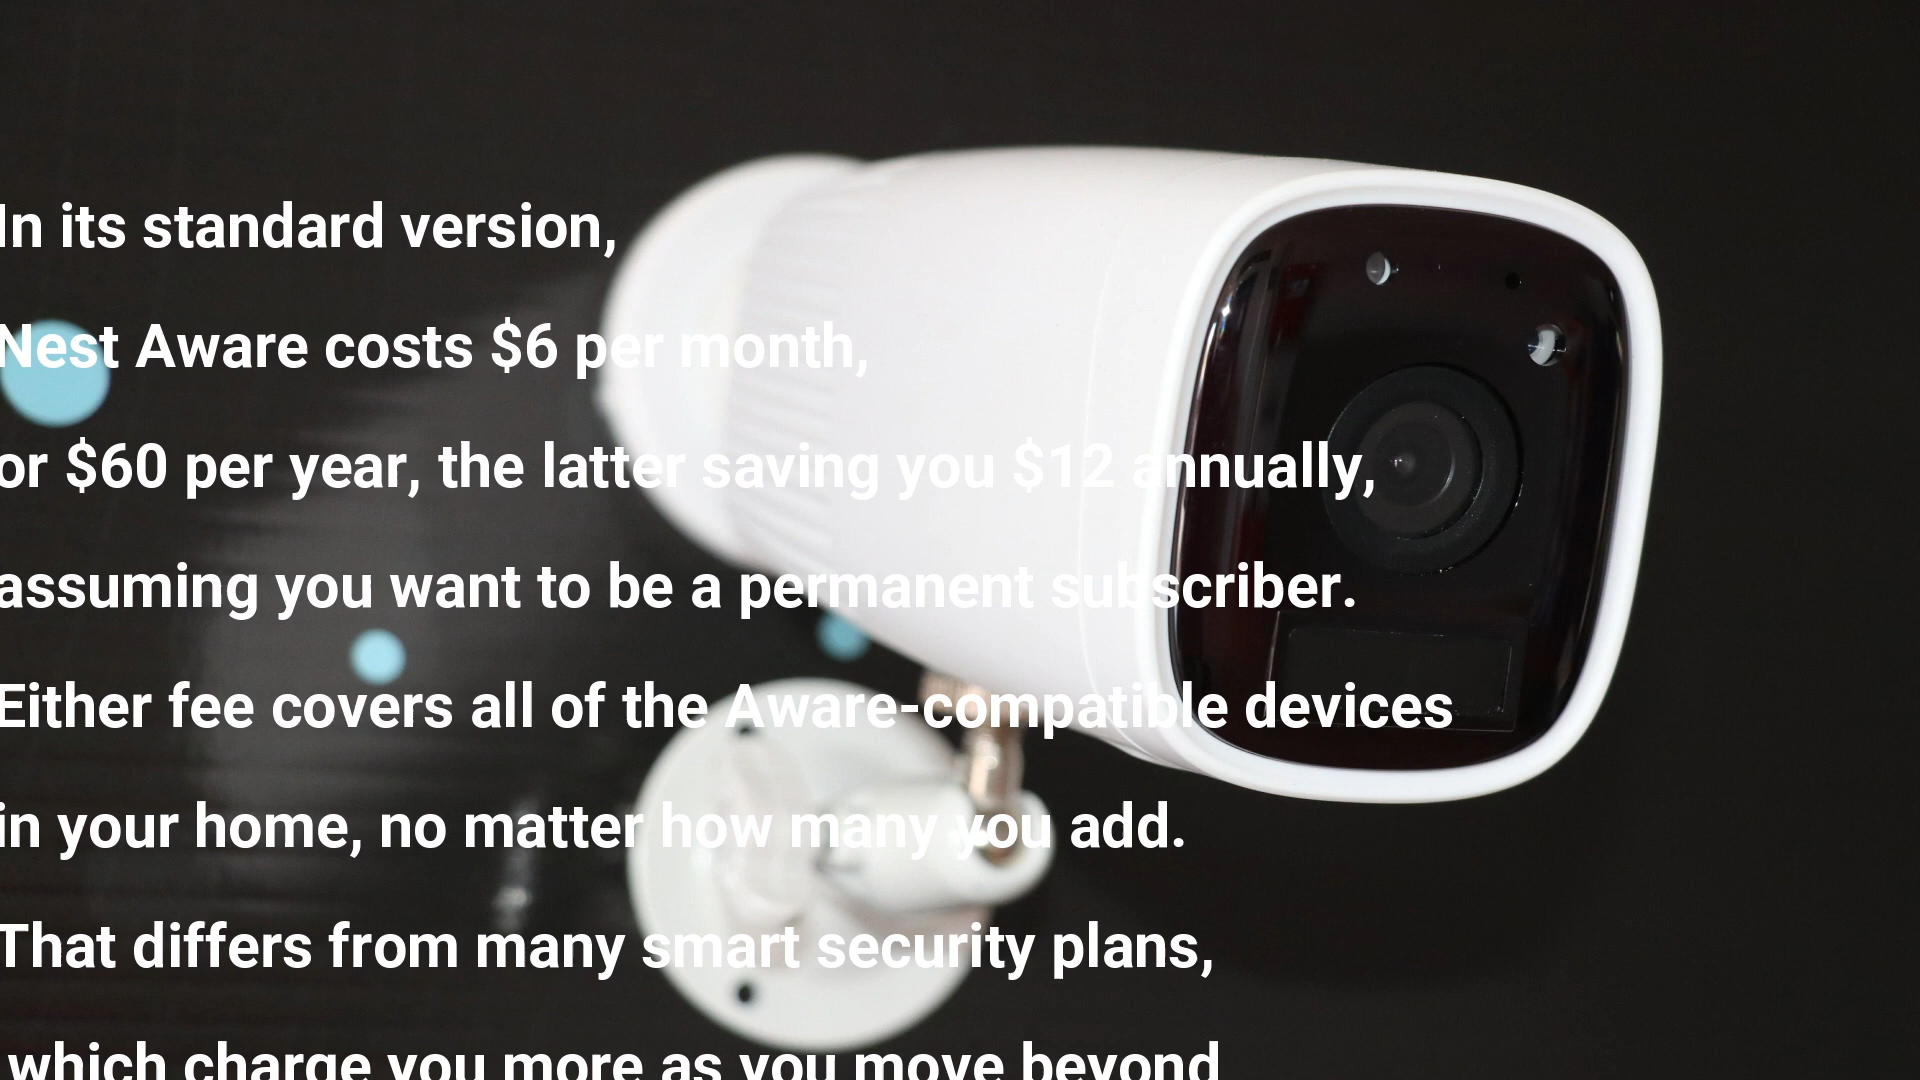 In its standard version,
Nest Aware costs $6 per month,
or $60 per year, the latter saving you $12 annually,
assuming you want to be a permanent subscriber.
Either fee covers all of the Aware-compatible devices
in your home, no matter how many you add.
That differs from many smart security plans,
which charge you more as you move beyond